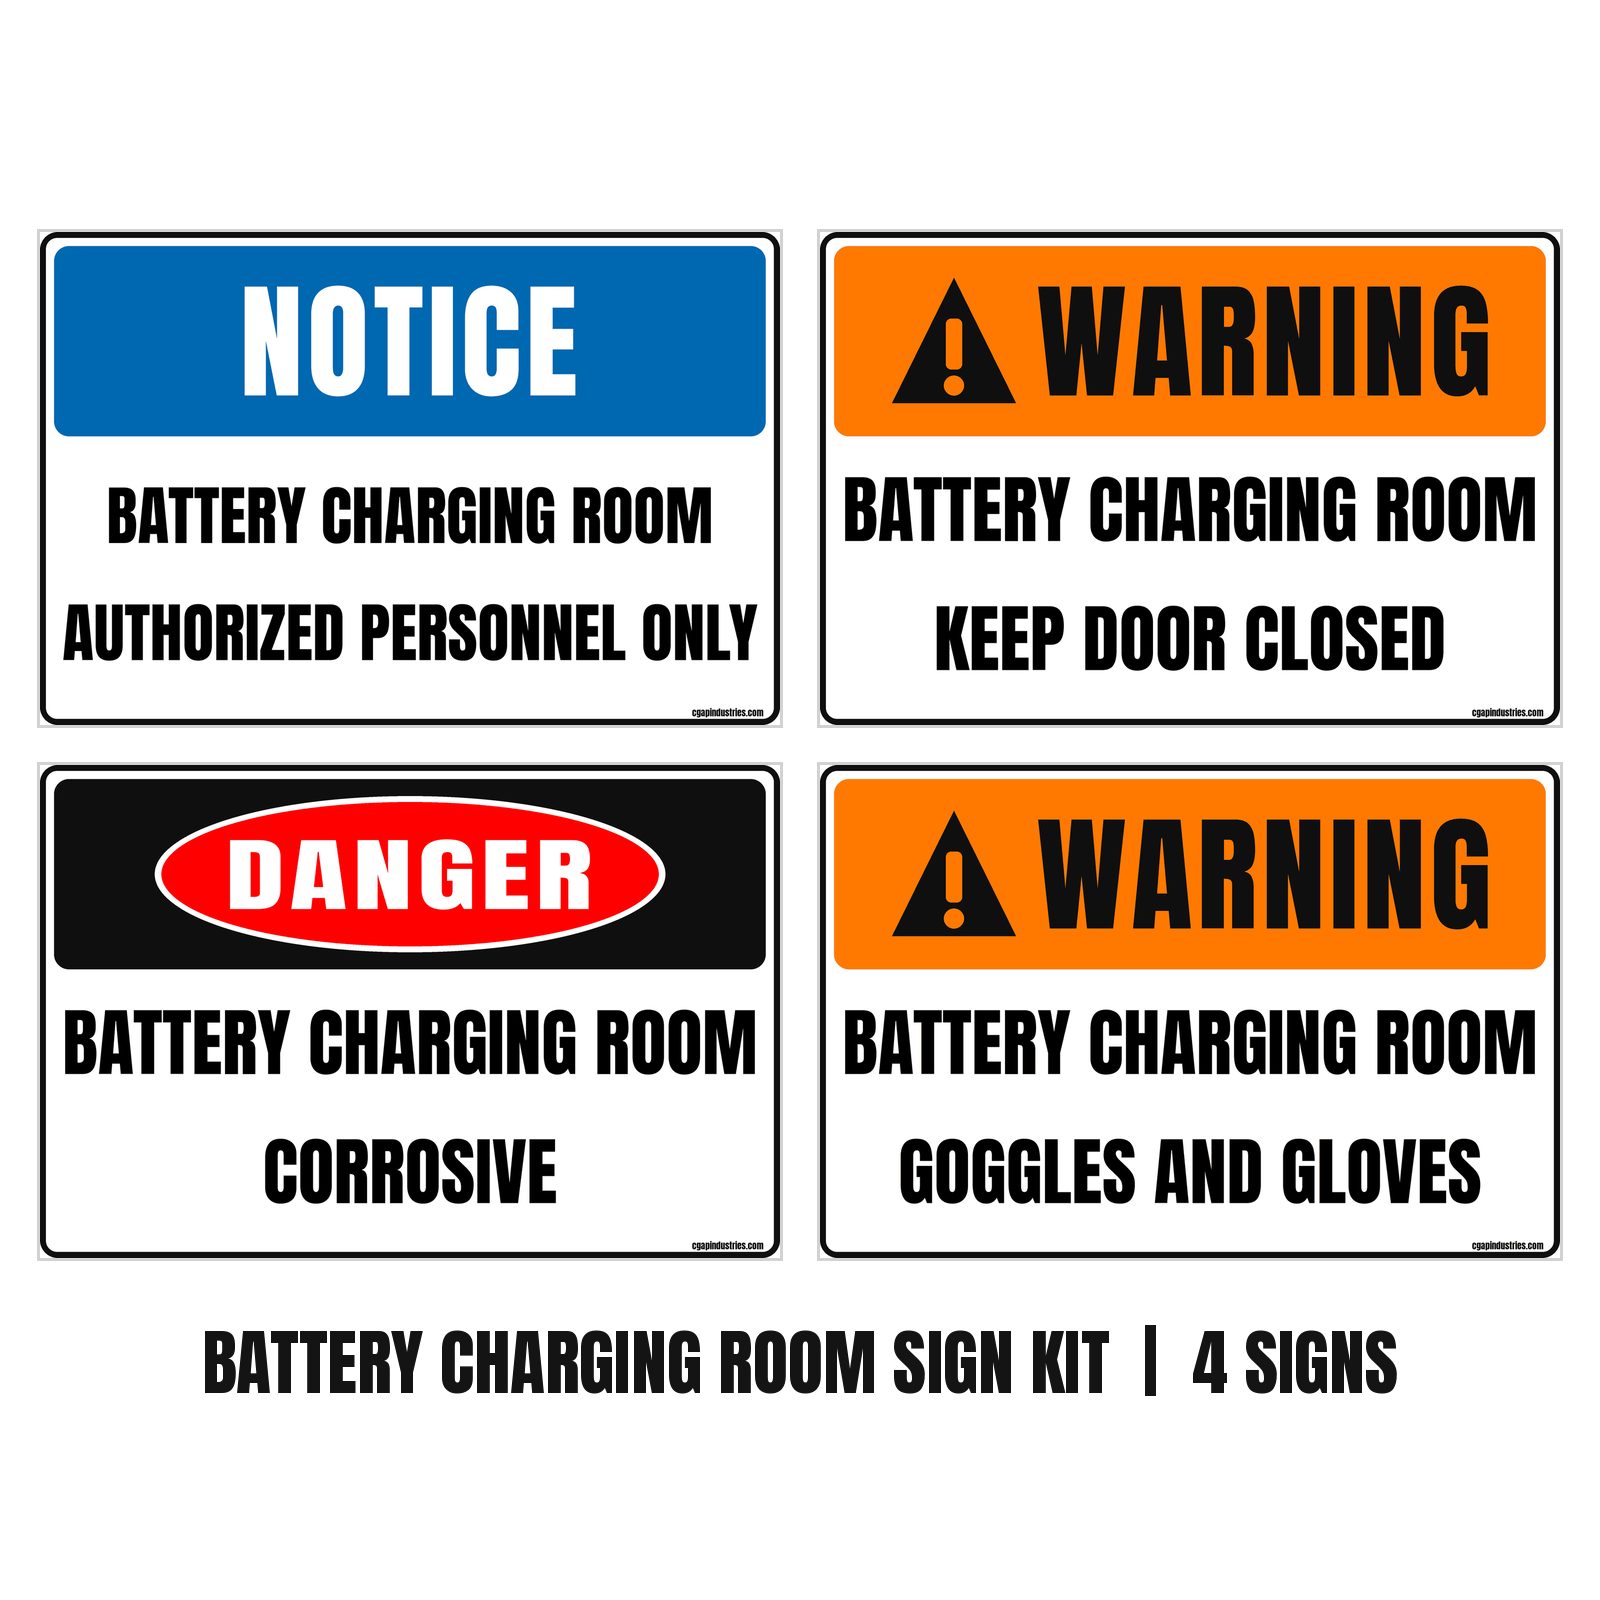 NOTICE
BATTERY CHARGING ROOM
AUTHORIZED PERSONNEL ONLY
cgapindustries.com
WARNING
BATTERY CHARGING ROOM
KEEP DOOR CLOSED
cgapindustries.com
DANGER
BATTERY CHARGING ROOM
CORROSIVE
cgapindustries.com
WARNING
BATTERY CHARGING ROOM
GOGGLES AND GLOVES
cgapindustries.com
BATTERY CHARGING ROOM SIGN KIT | 4 SIGNS